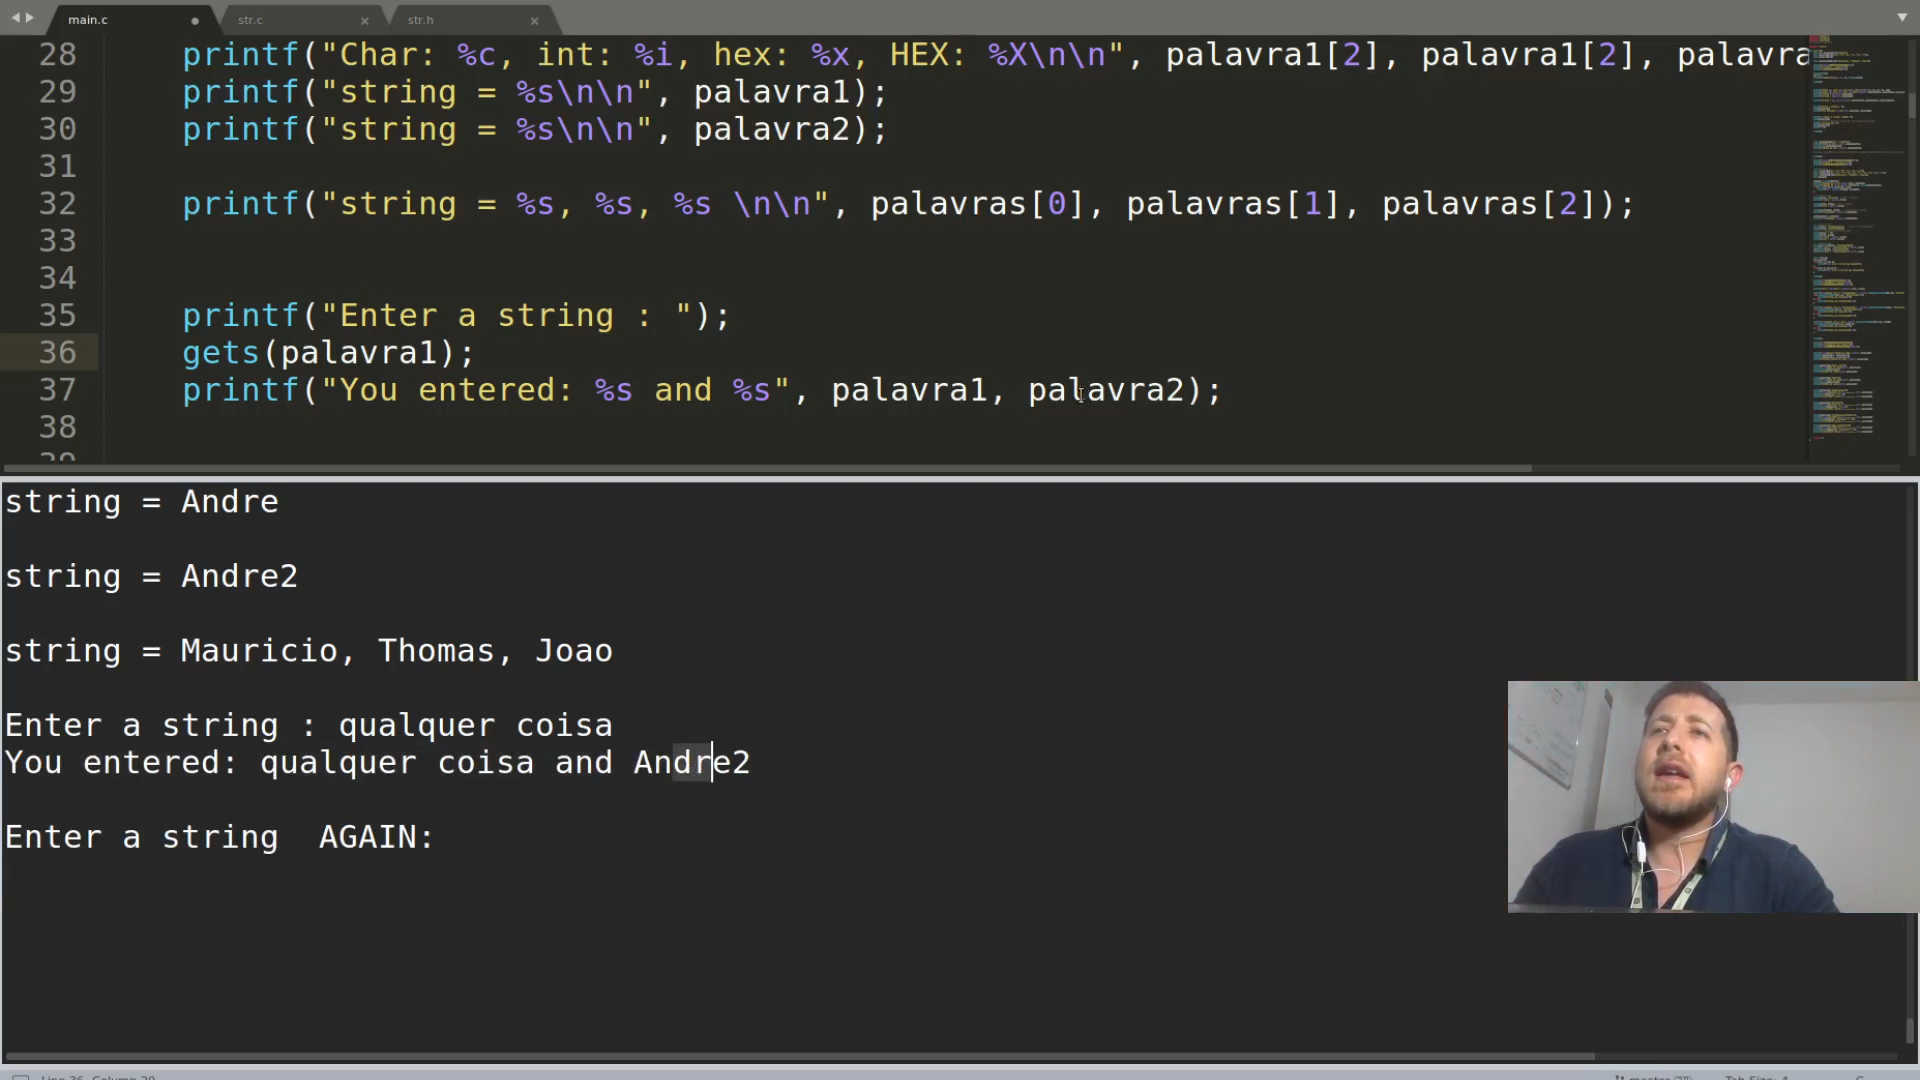 main.c
str.c
str.h
28 printf("Char: %c, int: %i, hex: %x, HEX: %X\n\n", palavra1[2], palavra1[2], palavra
29 printf("string = %s\n\n", palavra1);
30 printf("string = %s\n\n", palavra2);
31
32 printf("string = %s, %s, %s \n\n", palavras[0], palavras[1], palavras[2]);
33
34
35 printf("Enter a string : ");
36 gets(palavra1);
37 printf("You entered: %s and %s", palavra1, palavra2);
38
39
string = Andre
string = Andre2
string = Mauricio, Thomas, Joao
Enter a string : qualquer coisa
You entered: qualquer coisa and Andre2
Enter a string  AGAIN: